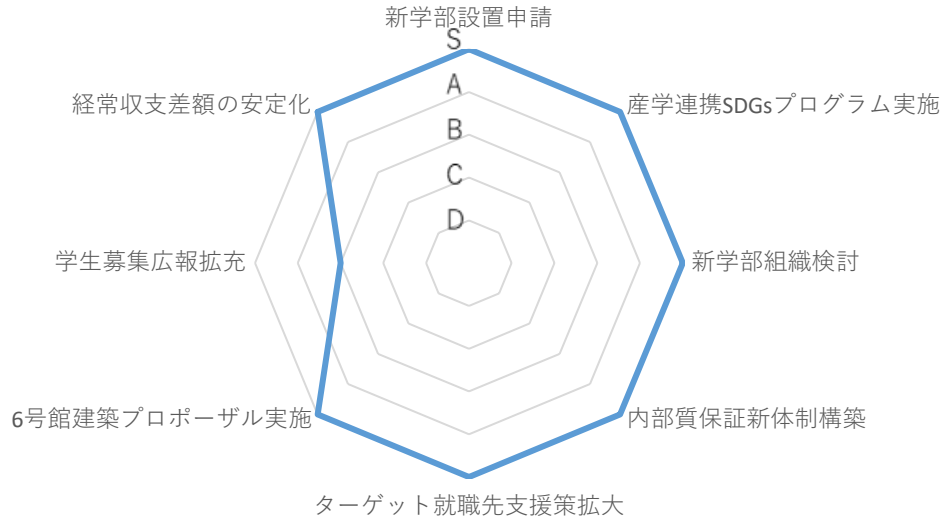 新学部設置申請
S
経常収支差額の安定化
産学連携SDGsプログラム実施
A
B
C
D
学生募集広報拡充
新学部組織検討
6号館建築プロポーザル実施
内部質保証新体制構築
ターゲット就職先支援策拡大